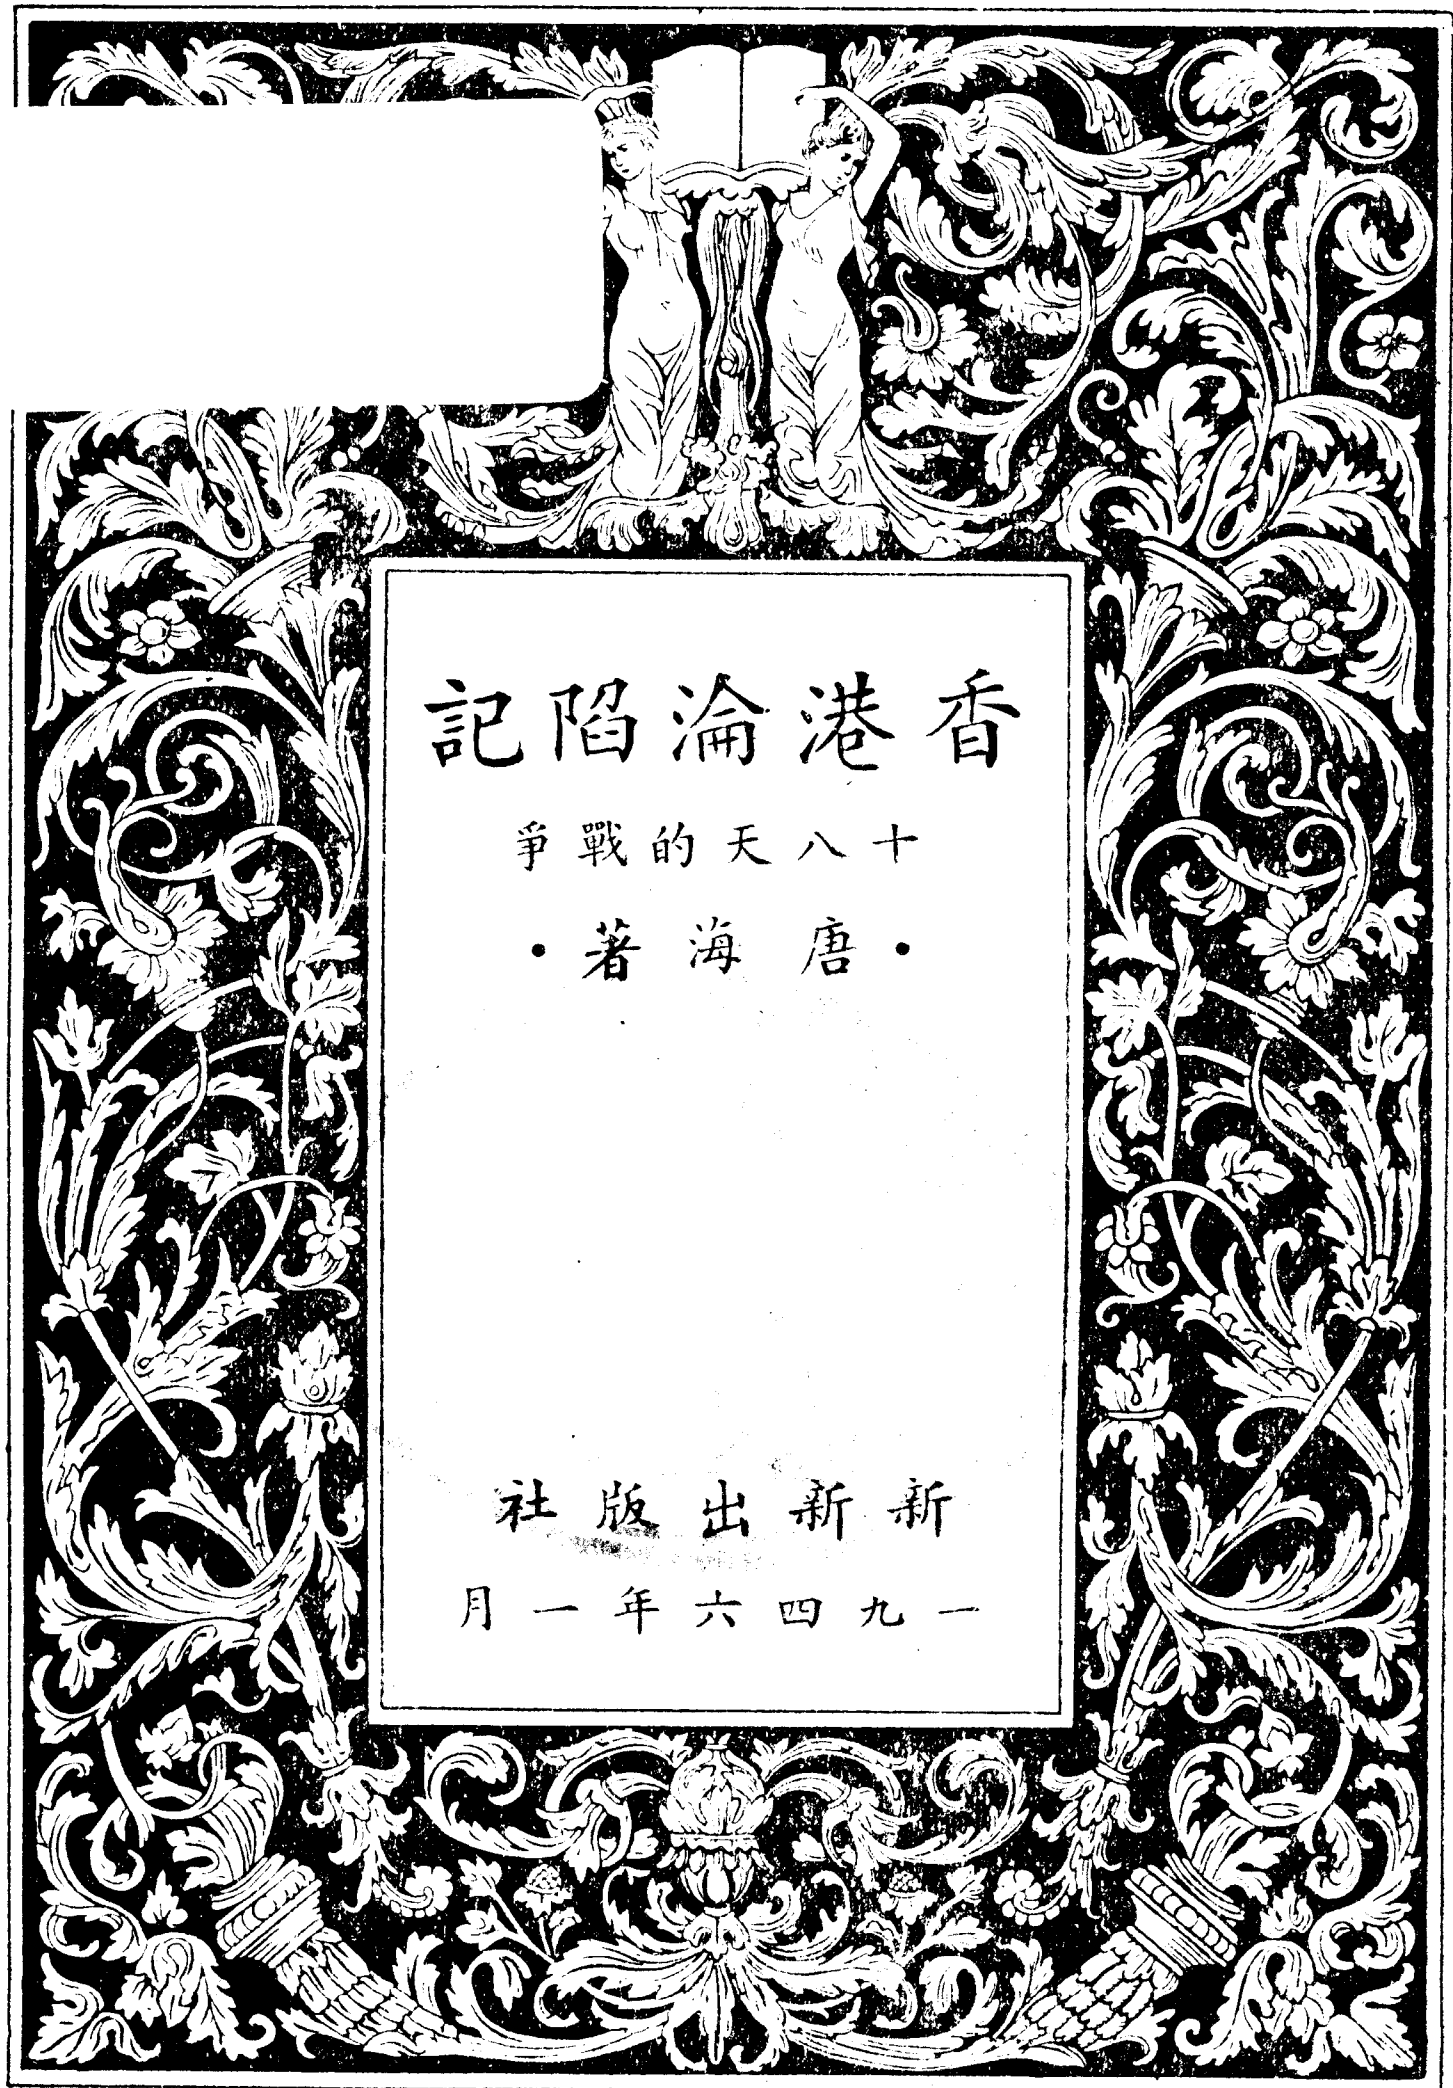 香港淪陷記
十八天的戰爭
•唐海著•
新新出版社
一九四六年一月